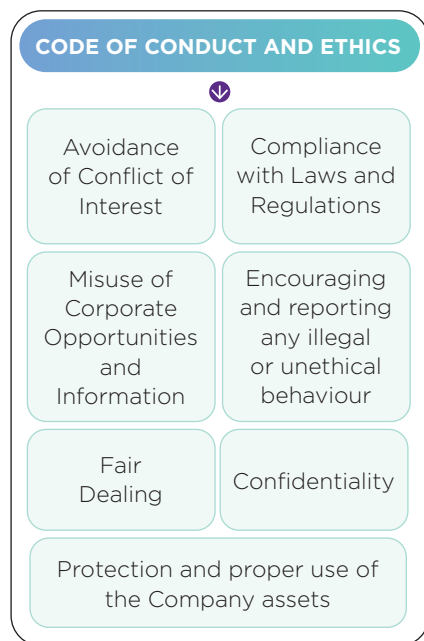 CODE OF CONDUCT AND ETHICS
Avoidance
of Conflict of
Interest
Compliance
with Laws and
Regulations
Misuse of
Corporate
Opportunities
and
Information
Encouraging
and reporting
any illegal
or unethical
behaviour
Fair
Dealing
Confidentiality
Protection and proper use of
the Company assets